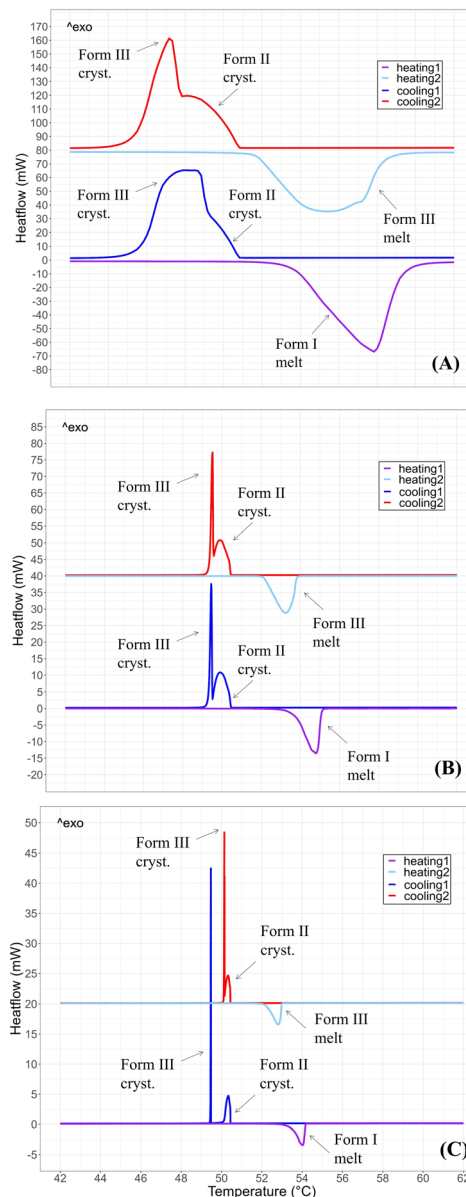 ^exo
170
160
150
140
130
120
110
100
90
80
70
60
50
40
30
20
10
0
-10
-20
-30
-40
-50
-60
-70
-80
Heatflow (mW)
Form III
cryst.
Form II
cryst.
heating1
heating2
cooling1
cooling2
Form III
cryst.
Form II
cryst.
Form III
melt
Form I
melt
(A)
^exo
85
80
75
70
65
60
55
50
45
40
35
30
25
20
15
10
5
0
-5
-10
-15
-20
Heatflow (mW)
heating1
heating2
cooling1
cooling2
Form III
cryst.
Form II
cryst.
Form III
cryst.
Form II
cryst.
Form III
melt
Form I
melt
(B)
^exo
50
45
40
35
30
25
20
15
10
5
0
-5
Heatflow (mW)
Form III
cryst.
heating1
heating2
cooling1
cooling2
Form II
cryst.
Form III
melt
Form III
cryst.
Form II
cryst.
Form I
melt
(C)
42 44 46 48 50 52 54 56 58 60 62
Temperature (°C)